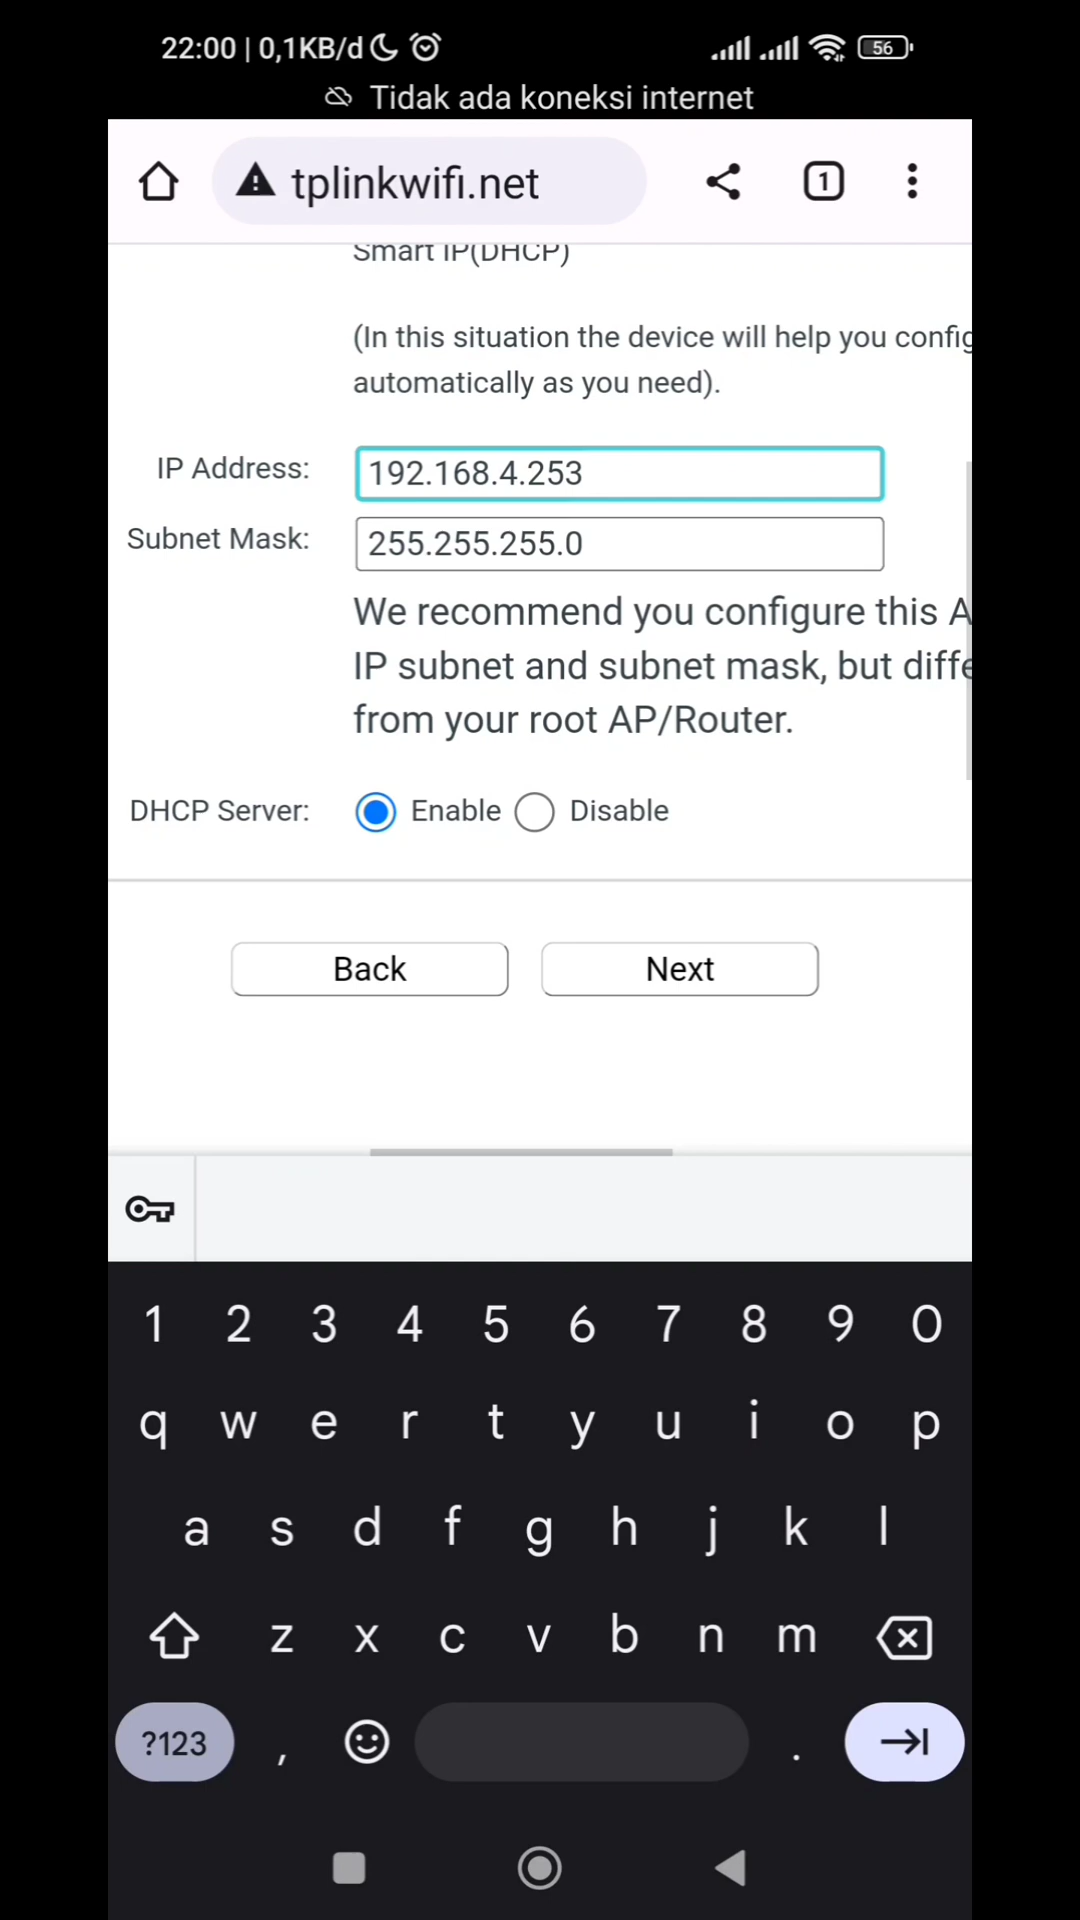 22:00 | 0,1KB/d
56
Tidak ada koneksi internet
tplinkwifi.net
1
Smart IP(DHCP)
(In this situation the device will help you config
automatically as you need).
IP Address:
192.168.4.253
Subnet Mask:
255.255.255.0
We recommend you configure this A
IP subnet and subnet mask, but diffe
from your root AP/Router.
DHCP Server:
Enable
Disable
Back
Next
1 2 3 4 5 6 7 8 9 0
q w e r t y u i o p
a s d f g h j k l
z x c v b n m
?123 , .